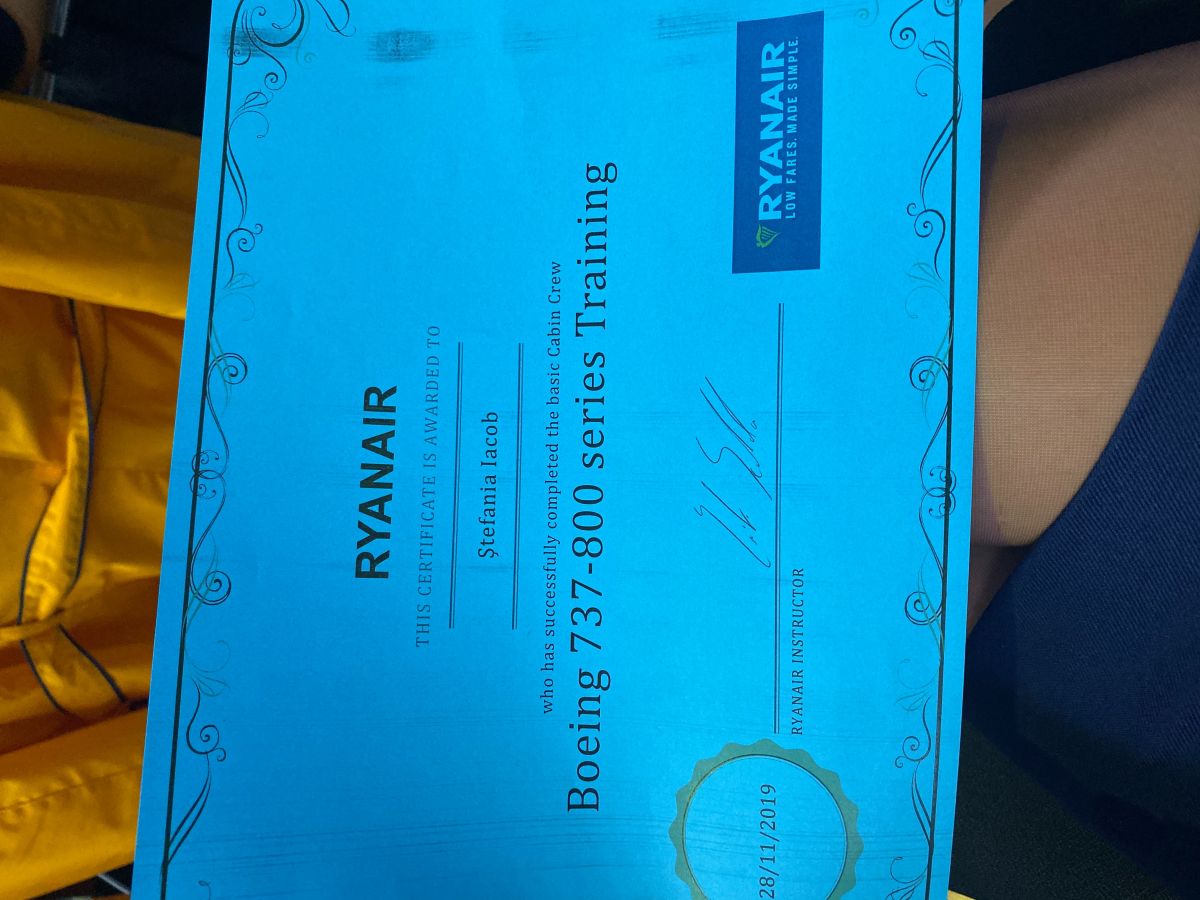 RYANAIR
THIS CERTIFICATE IS AWARDED TO
Ștefania Iacob
who has successfully completed the basic Cabin Crew
Boeing 737-800 series Training
RYANAIR INSTRUCTOR
28/11/2019
RYANAIR
LOW FARES. MADE SIMPLE.